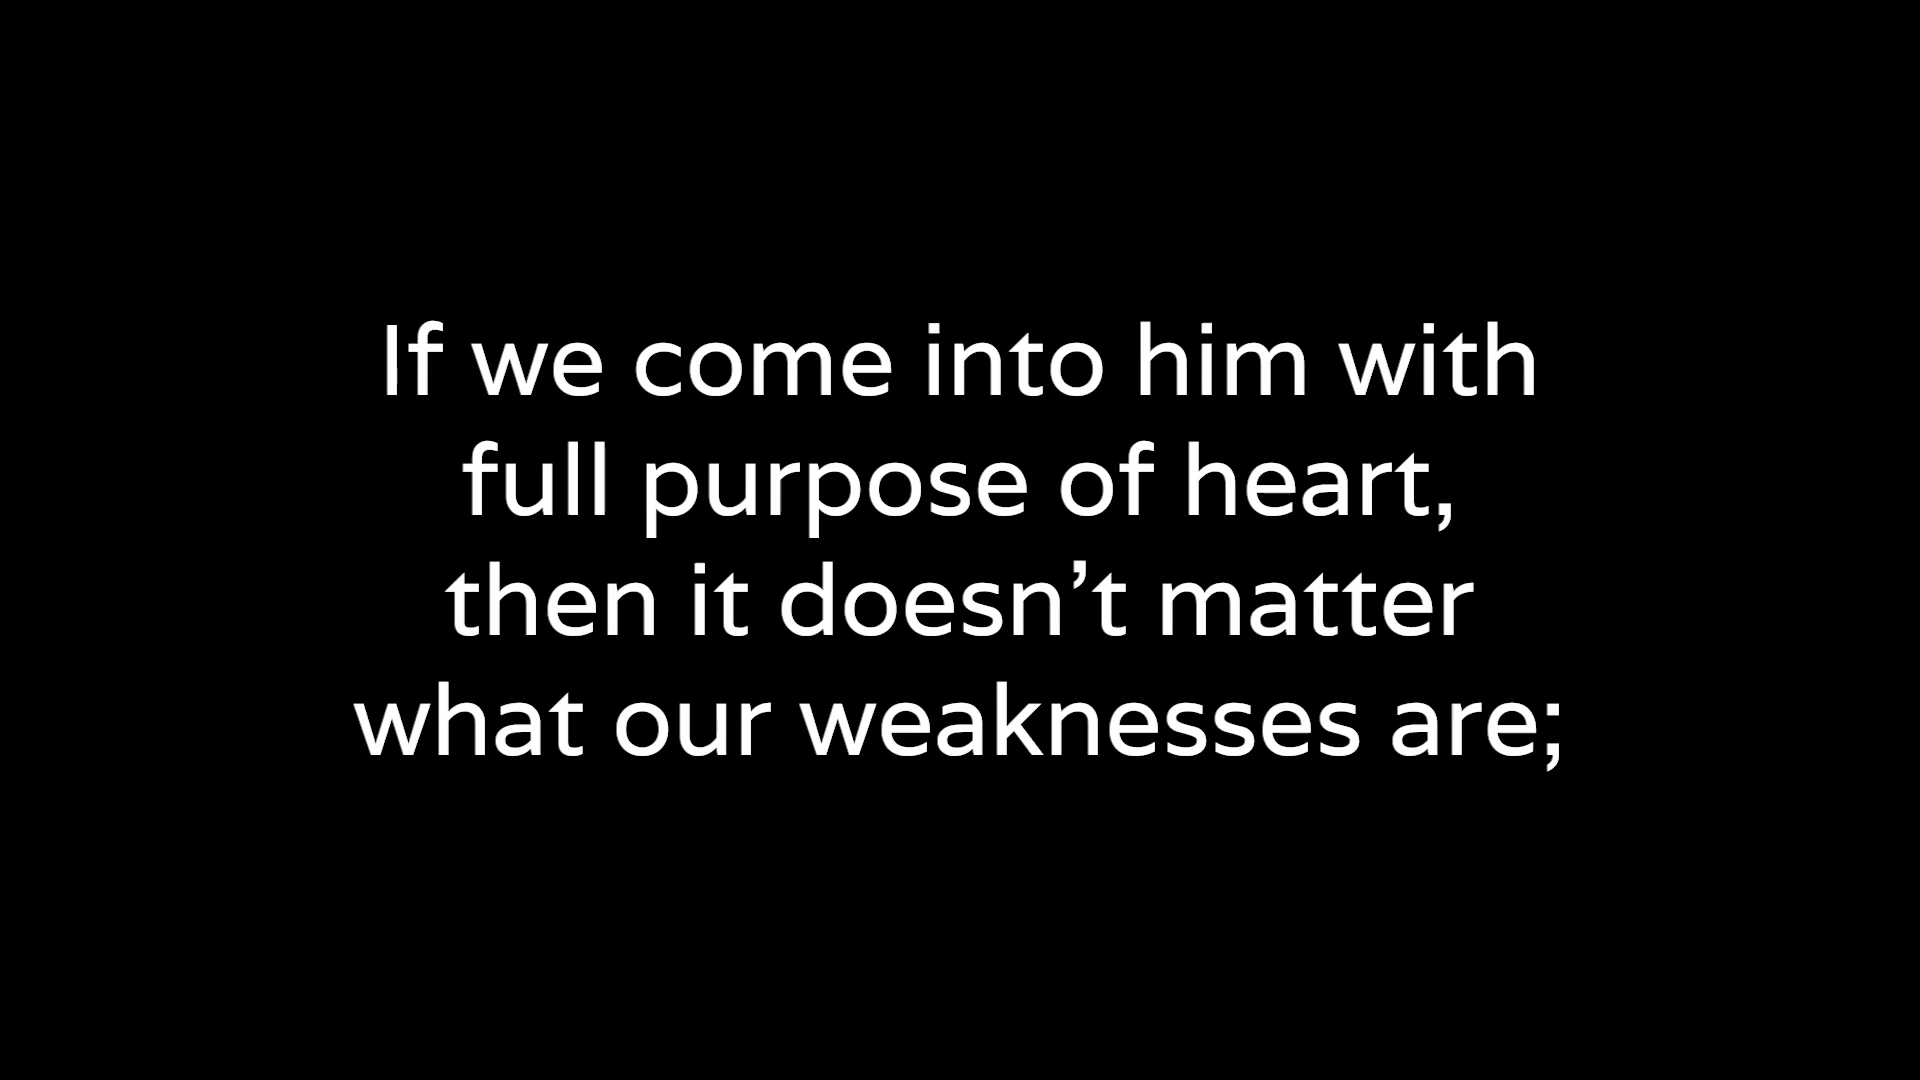 If we come into him with
full purpose of heart,
then it doesn’t matter
what our weaknesses are;